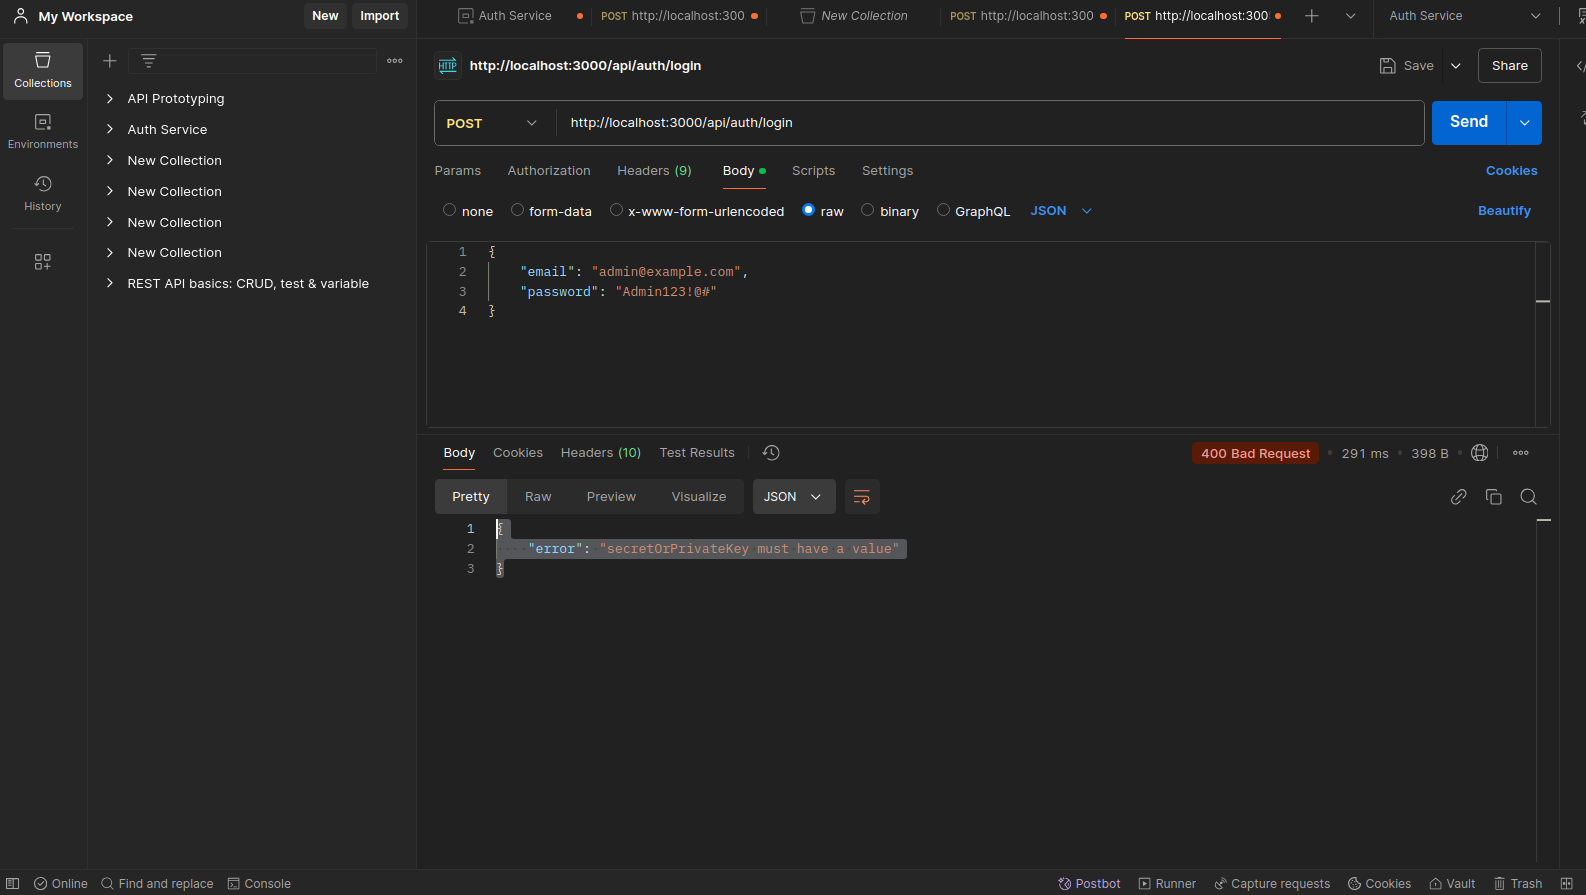 My Workspace
New
Import
Auth Service
POST http://localhost:300
New Collection
POST http://localhost:300
POST http://localhost:300
Auth Service
Collections
Environments
History
API Prototyping
Auth Service
New Collection
New Collection
New Collection
New Collection
REST API basics: CRUD, test & variable
HTTP
http://localhost:3000/api/auth/login
Save
Share
POST
http://localhost:3000/api/auth/login
Send
Params
Authorization
Headers (9)
Body
Scripts
Settings
Cookies
none
form-data
x-www-form-urlencoded
raw
binary
GraphQL
JSON
Beautify
1 {
2 "email": "admin@example.com",
3 "password": "Admin123!@#"
4 }
Body
Cookies
Headers (10)
Test Results
400 Bad Request
291 ms
398 B
Pretty
Raw
Preview
Visualize
JSON
1 {
2 "error": "secretOrPrivateKey must have a value"
3 }
Online
Find and replace
Console
Postbot
Runner
Capture requests
Cookies
Vault
Trash